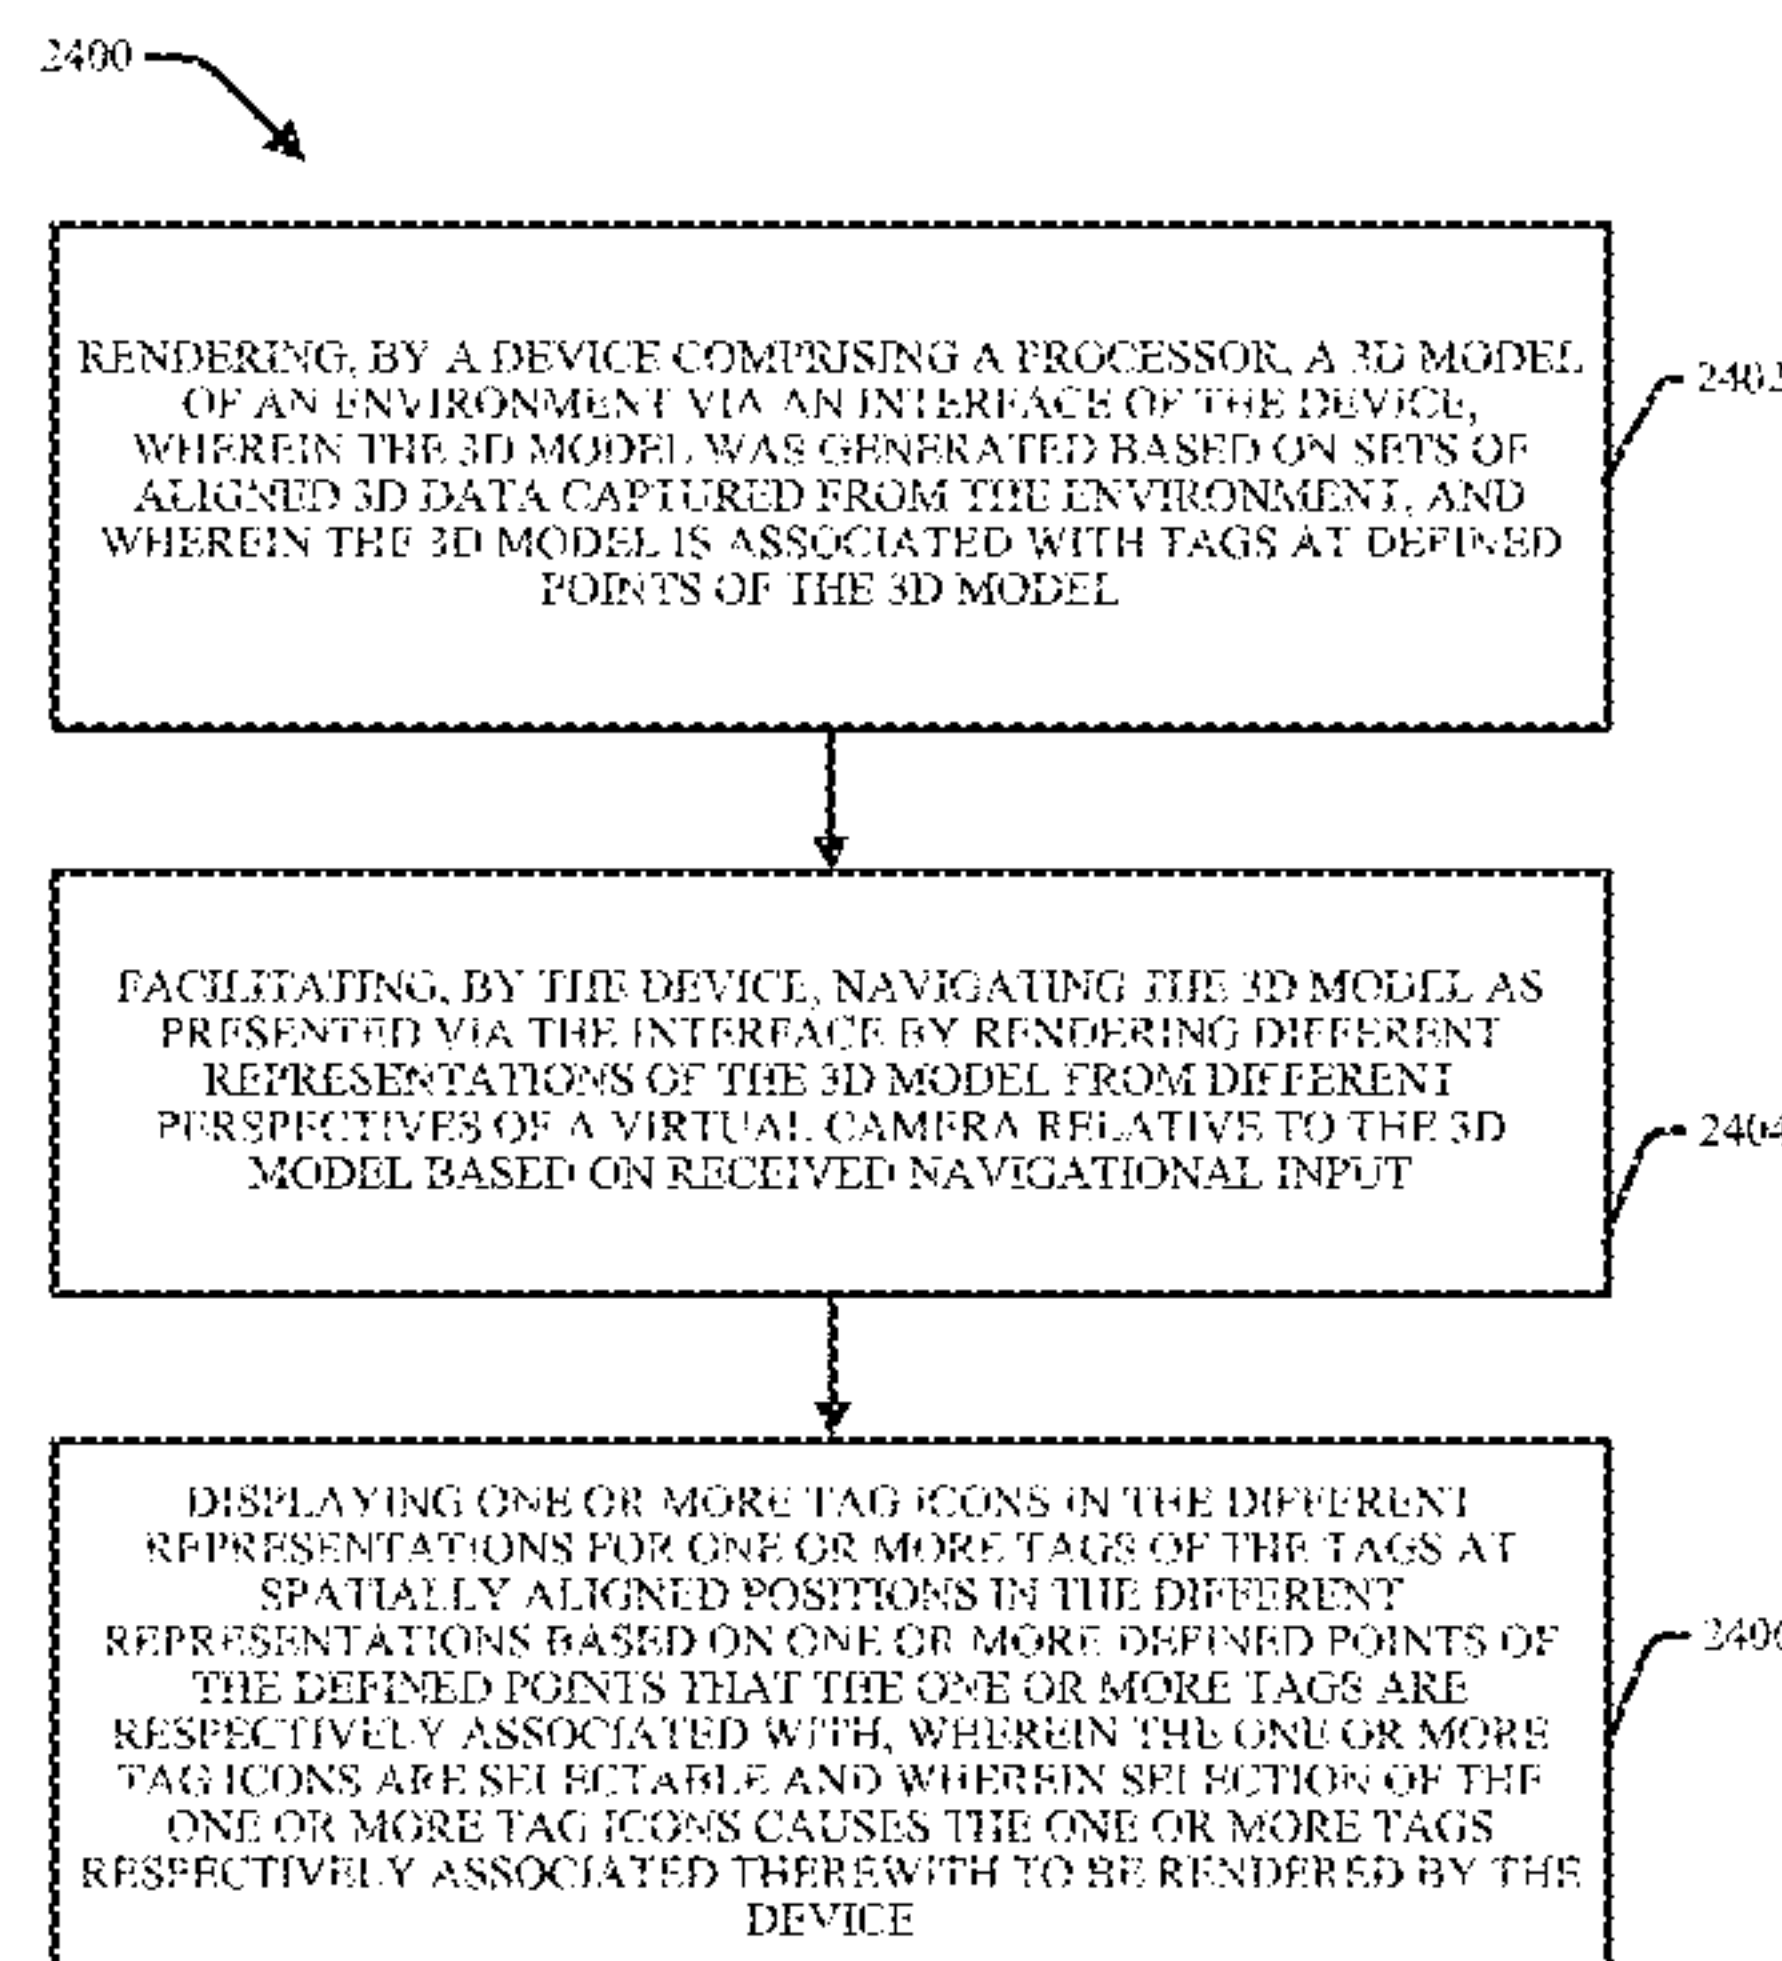 2400
RENDERING, BY A DEVICE COMPRISING A PROCESSOR, A 3D MODEL
OF AN ENVIRONMENT VIA AN INTERFACE OF THE DEVICE,
WHEREIN THE 3D MODEL WAS GENERATED BASED ON SETS OF
ALIGNED 3D DATA CAPTURED FROM THE ENVIRONMENT, AND
WHEREIN THE 3D MODEL IS ASSOCIATED WITH TAGS AT DEFINED
POINTS OF THE 3D MODEL
2402
FACILITATING, BY THE DEVICE, NAVIGATING THE 3D MODEL AS
PRESENTED VIA THE INTERFACE BY RENDERING DIFFERENT
REPRESENTATIONS OF THE 3D MODEL FROM DIFFERENT
PERSPECTIVES OF A VIRTUAL CAMERA RELATIVE TO THE 3D
MODEL BASED ON RECEIVED NAVIGATIONAL INPUT
2404
DISPLAYING ONE OR MORE TAG ICONS IN THE DIFFERENT
REPRESENTATIONS FOR ONE OR MORE TAGS OF THE TAGS AT
SPATIALLY ALIGNED POSITIONS IN THE DIFFERENT
REPRESENTATIONS BASED ON ONE OR MORE DEFINED POINTS OF
THE DEFINED POINTS THAT THE ONE OR MORE TAGS ARE
RESPECTIVELY ASSOCIATED WITH, WHEREIN THE ONE OR MORE
TAG ICONS ARE SELECTABLE AND WHEREIN SELECTION OF THE
ONE OR MORE TAG ICONS CAUSES THE ONE OR MORE TAGS
RESPECTIVELY ASSOCIATED THEREWITH TO BE RENDERED BY THE
DEVICE
2406